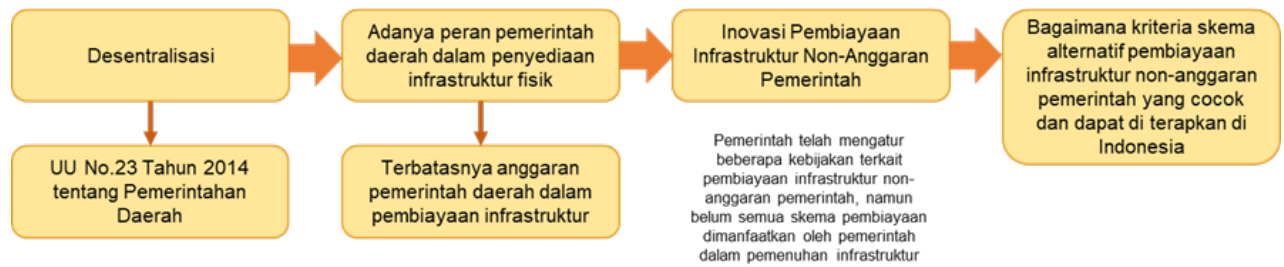 Desentralisasi
Adanya peran pemerintah
daerah dalam penyediaan
infrastruktur fisik
Inovasi Pembiayaan
Infrastruktur Non-Anggaran
Pemerintah
Bagaimana kriteria skema
alternatif pembiayaan
infrastruktur non-anggaran
pemerintah yang cocok
dan dapat di terapkan di
Indonesia
UU No.23 Tahun 2014
tentang Pemerintahan
Daerah
Terbatasnya anggaran
pemerintah daerah dalam
pembiayaan infrastruktur
Pemerintah telah mengatur
beberapa kebijakan terkait
pembiayaan infrastruktur non-
anggaran pemerintah, namun
belum semua skema pembiayaan
dimanfaatkan oleh pemerintah
dalam pemenuhan infrastruktur